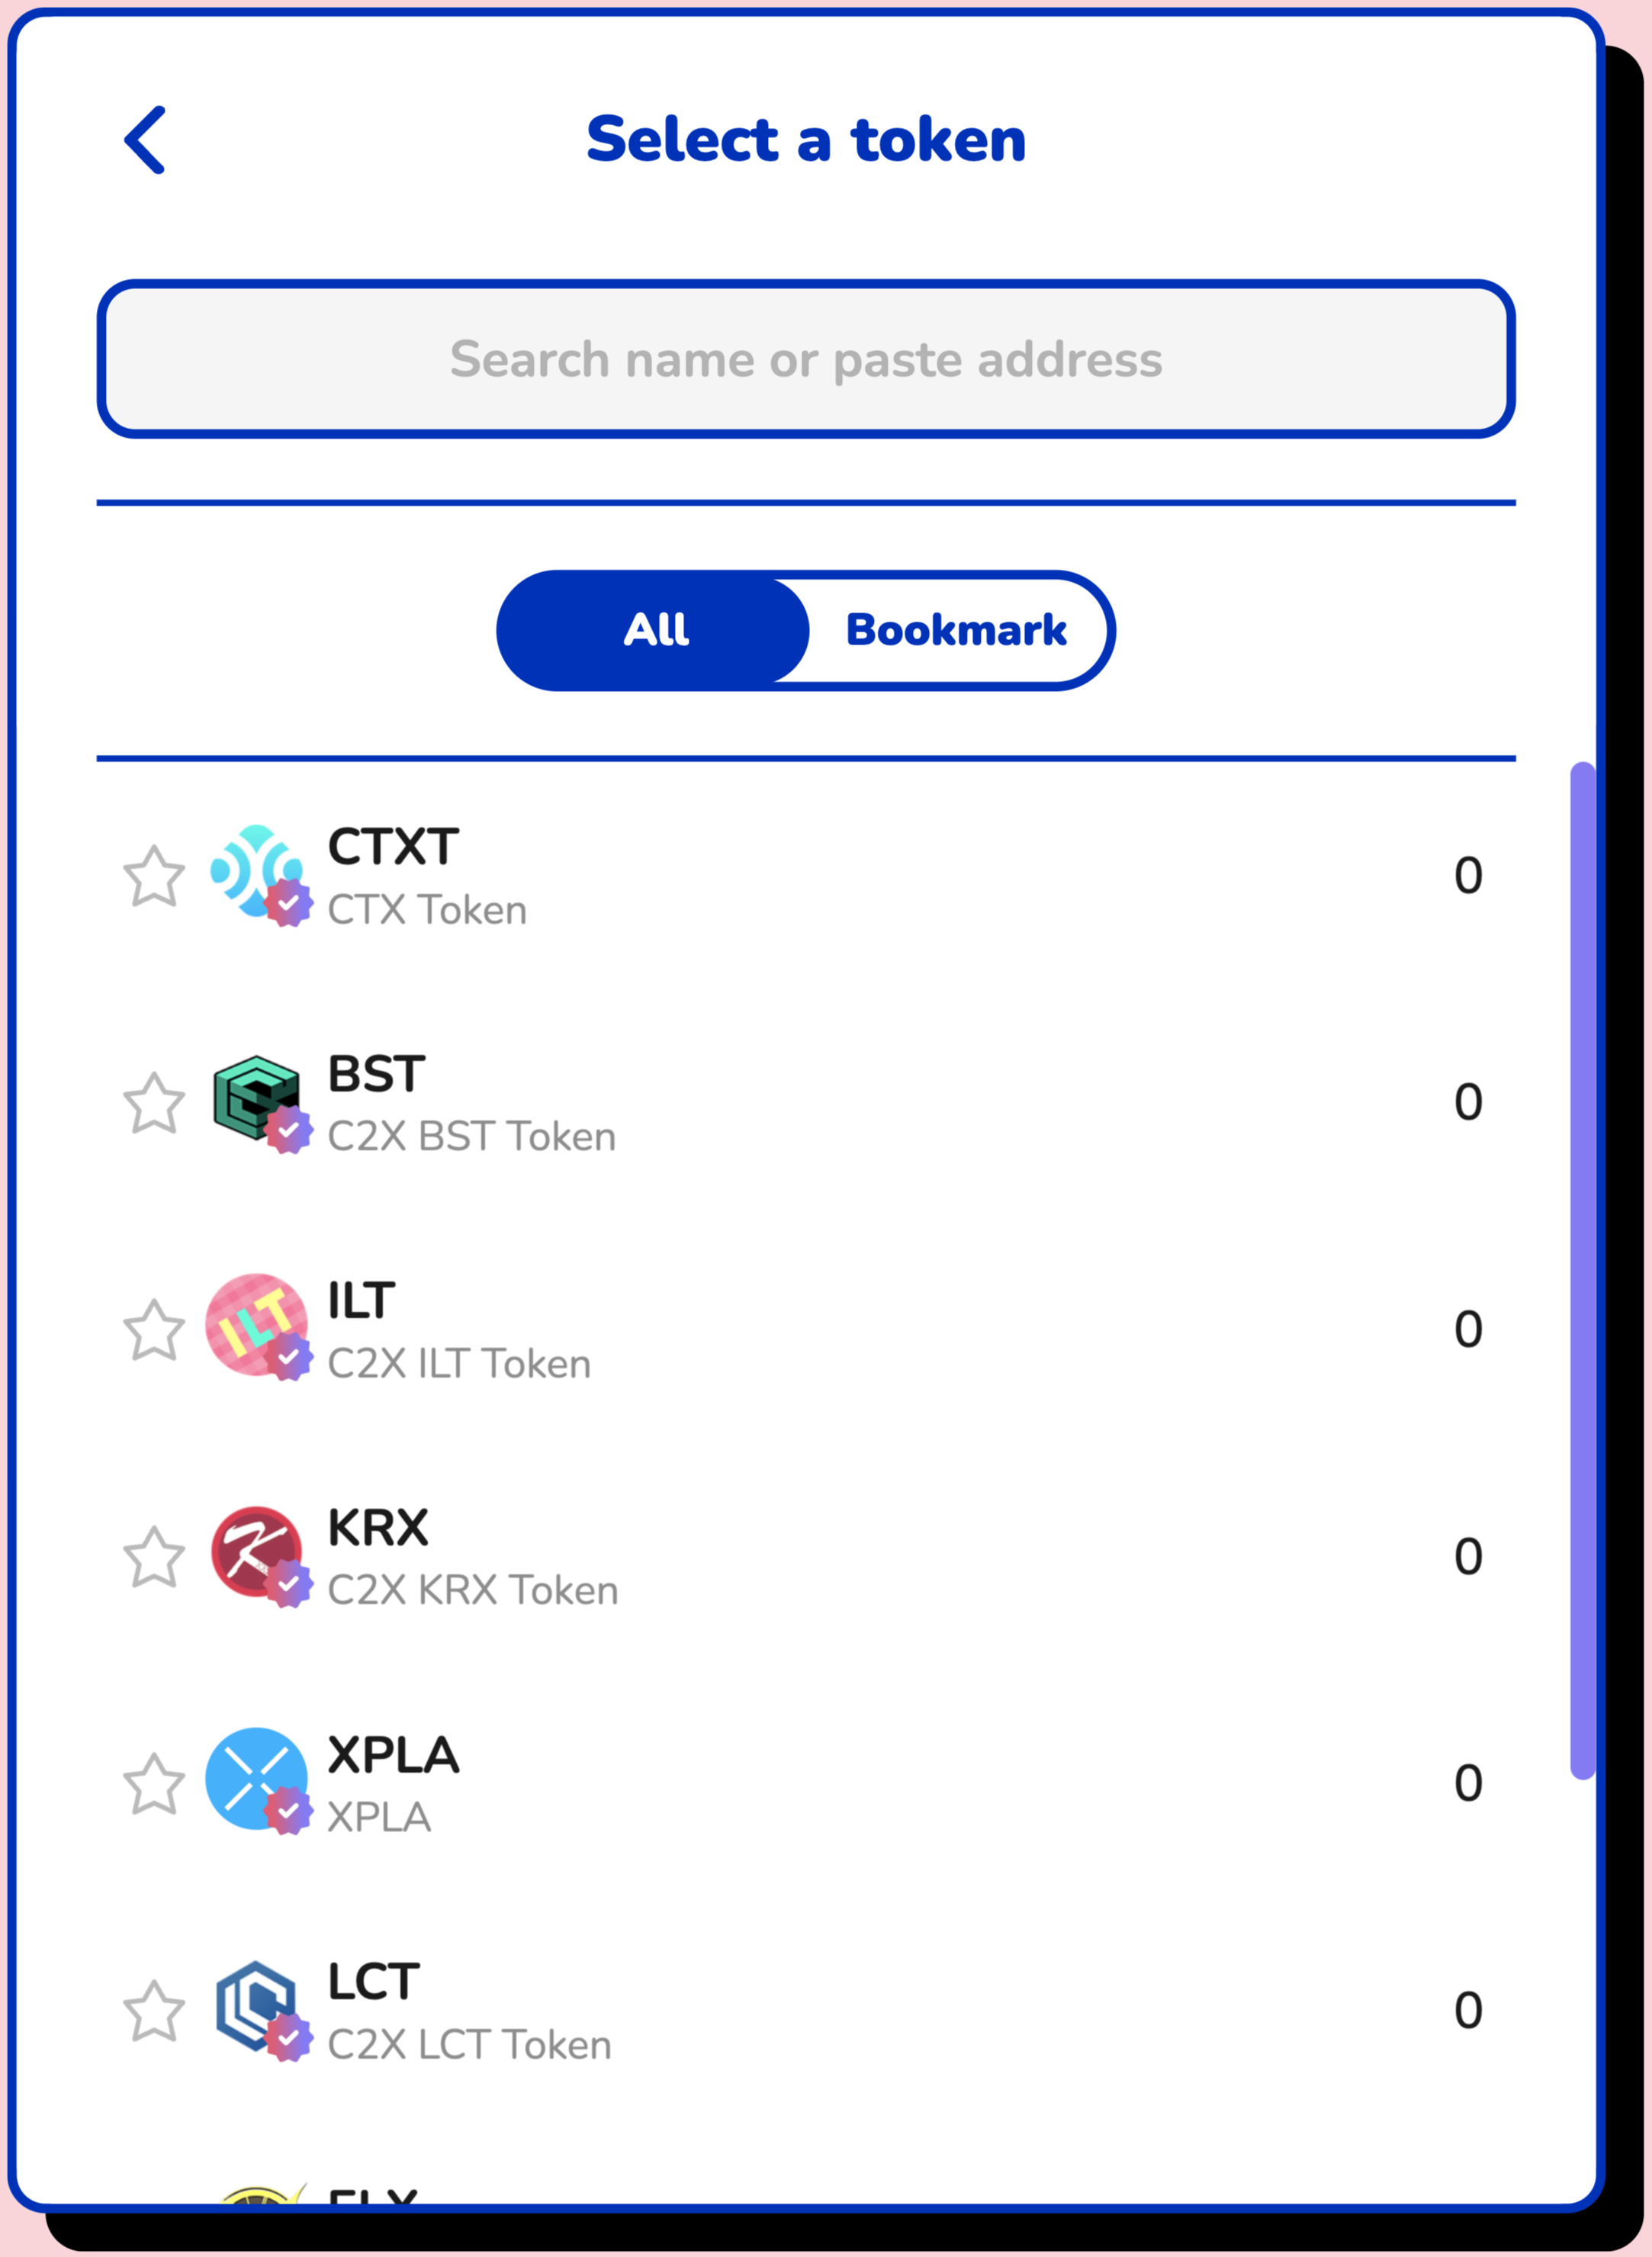 Select a token
Search name or paste address
All
Bookmark
CTXT
CTX Token
0
BST
C2X BST Token
0
ILT
ILT
C2X ILT Token
0
KRX
C2X KRX Token
0
XPLA
XPLA
0
LCT
C2X LCT Token
0